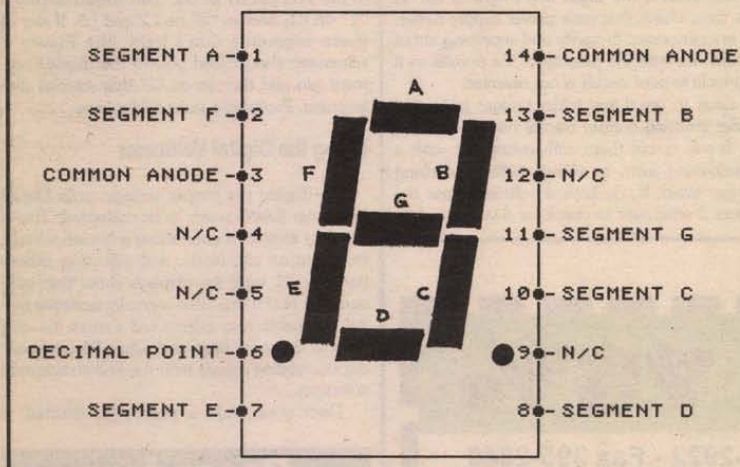 SEGMENT A-1
14-COMMON ANODE
A
SEGMENT F-2
13-SEGMENT B
F
B
COMMON ANODE-3
12-N/C
G
N/C-4
11-SEGMENT G
N/C-5
10-SEGMENT C
E
C
D
DECIMAL POINT-6
9-N/C
SEGMENT E-7
8-SEGMENT D